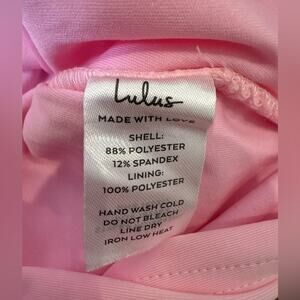 Lulus
MADE WITH LOVE
SHELL:
88% POLYESTER
12% SPANDEX
LINING:
100% POLYESTER
HAND WASH COLD
DO NOT BLEACH
LINE DRY
IRON LOW HEAT